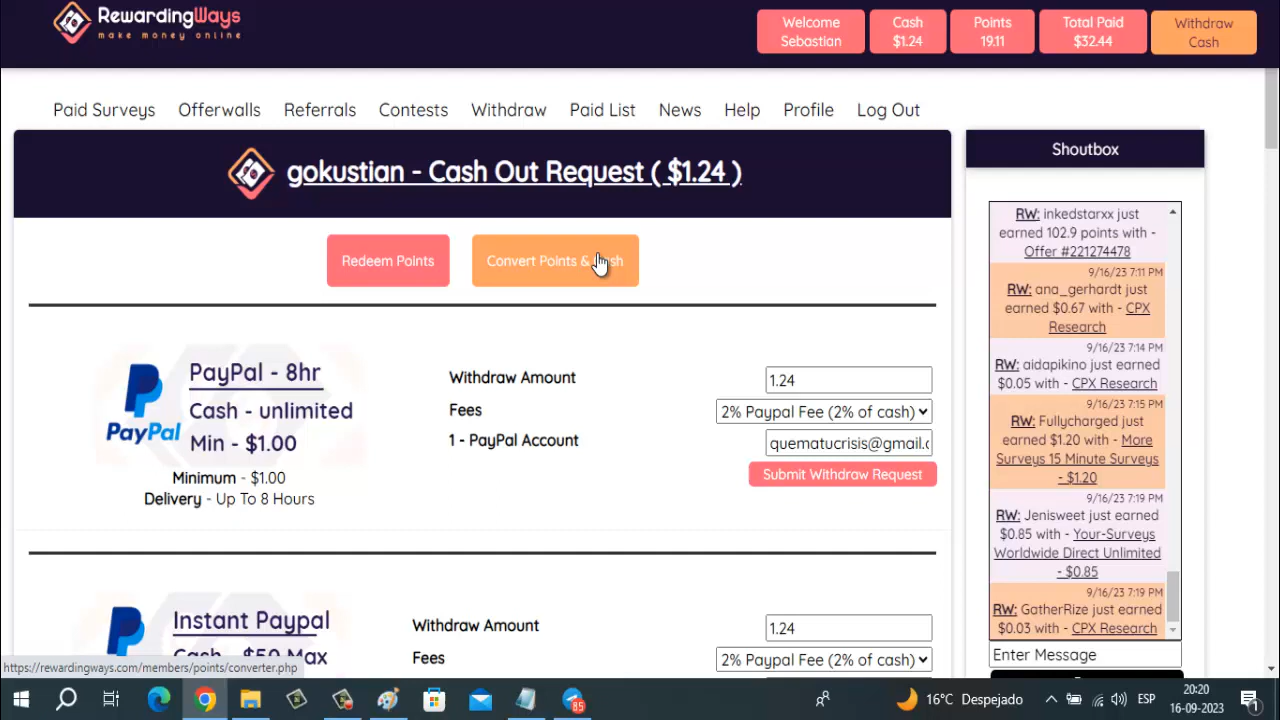 RewardingWays
make money online
Welcome
Sebastian
Cash
$1.24
Points
19.11
Total Paid
$32.44
Withdraw
Cash
Paid Surveys
Offerwalls
Referrals
Contests
Withdraw
Paid List
News
Help
Profile
Log Out
gokustian - Cash Out Request ( $1.24 )
Redeem Points
Convert Points &
PayPal
PayPal - 8hr
Cash - unlimited
Min - $1.00
Minimum - $1.00
Delivery - Up To 8 Hours
Withdraw Amount
1.24
Fees
2% Paypal Fee (2% of cash)
1 - PayPal Account
quematucrisis@gmail.
Submit Withdraw Request
Instant Paypal
Cash - $50 Max
Withdraw Amount
1.24
Fees
2% Paypal Fee (2% of cash)
Shoutbox
RW: inkedstarxx just
earned 102.9 points with -
Offer #221274478
9/16/23 7:11 PM
RW: ana_gerhardt just
earned $0.67 with - CPX
Research
9/16/23 7:14 PM
RW: aidapikino just earned
$0.05 with - CPX Research
9/16/23 7:15 PM
RW: Fullycharged just
earned $1.20 with - More
Surveys 15 Minute Surveys
- $1.20
9/16/23 7:19 PM
RW: Jenisweet just earned
$0.85 with - Your-Surveys
Worldwide Direct Unlimited
- $0.85
9/16/23 7:19 PM
RW: GatherRize just earned
$0.03 with - CPX Research
Enter Message
https://rewardingways.com/members/points/converter.php
85
16°C Despejado
ESP
20:20
16-09-2023
1